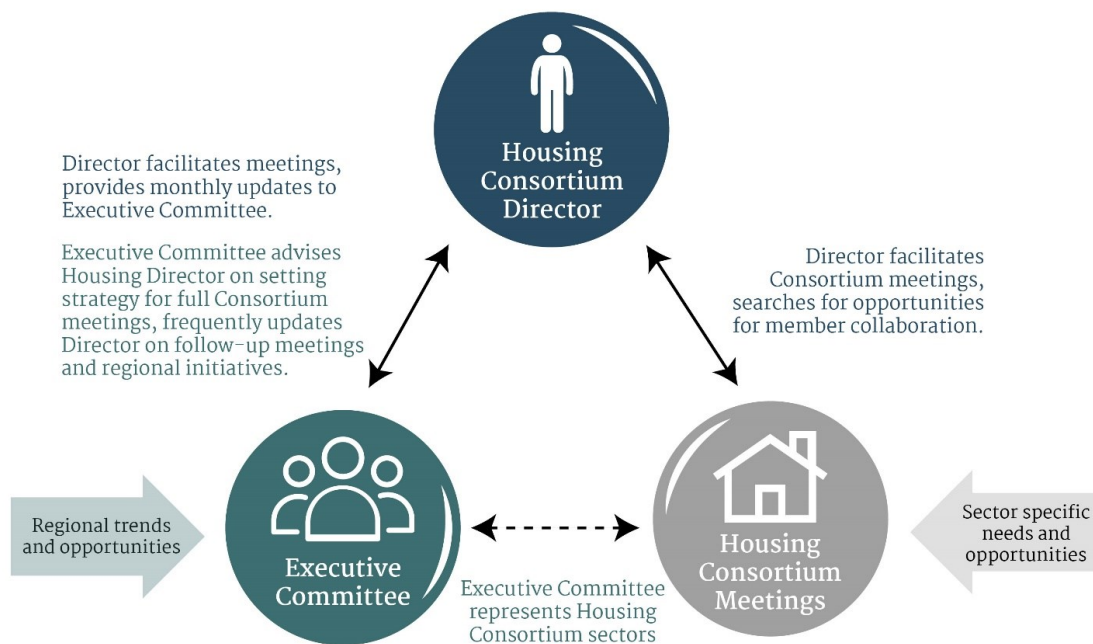 Housing
Consortium
Director
Director facilitates meetings,
provides monthly updates to
Executive Committee.
Executive Committee advises
Housing Director on setting
strategy for full Consortium
meetings, frequently updates
Director on follow-up meetings
and regional initiatives.
Director facilitates
Consortium meetings,
searches for opportunities
for member collaboration.
Regional trends
and opportunities
Executive
Committee
Executive Committee
represents Housing
Consortium sectors
Housing
Consortium
Meetings
Sector specific
needs and
opportunities